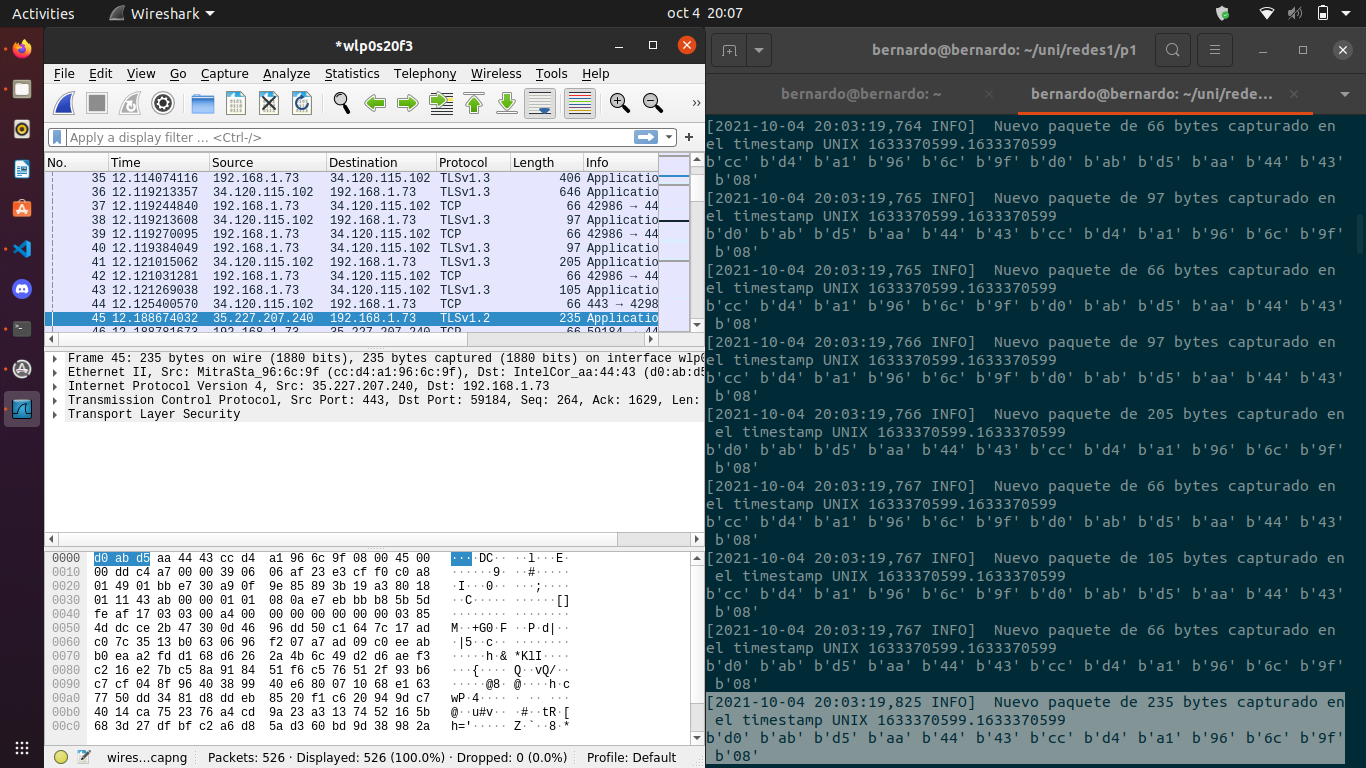 Activities Wireshark oct 4 20:07
*wlp0s20f3
File Edit View Go Capture Analyze Statistics Telephony Wireless Tools Help
Apply a display filter … <Ctrl-/>
No. Time Source Destination Protocol Length Info
35 12.114074116 192.168.1.73 34.120.115.102 TLSv1.3 406 Applicatio
36 12.119213357 34.120.115.102 192.168.1.73 TLSv1.3 646 Applicatio
37 12.119244840 192.168.1.73 34.120.115.102 TCP 66 42986 → 44
38 12.119213608 34.120.115.102 192.168.1.73 TLSv1.3 97 Applicatio
39 12.119270095 192.168.1.73 34.120.115.102 TCP 66 42986 → 44
40 12.119384049 192.168.1.73 34.120.115.102 TLSv1.3 97 Applicatio
41 12.121015062 34.120.115.102 192.168.1.73 TLSv1.3 205 Applicatio
42 12.121031281 192.168.1.73 34.120.115.102 TCP 66 42986 → 44
43 12.121269038 192.168.1.73 34.120.115.102 TLSv1.3 105 Applicatio
44 12.125400570 34.120.115.102 192.168.1.73 TCP 66 443 → 4298
45 12.188674032 35.227.207.240 192.168.1.73 TLSv1.2 235 Applicatio
46 12.188781673 192.168.1.73 35.227.207.240 TCP 66 59184 → 44
Frame 45: 235 bytes on wire (1880 bits), 235 bytes captured (1880 bits) on interface wlp0
Ethernet II, Src: MitraSta_96:6c:9f (cc:d4:a1:96:6c:9f), Dst: IntelCor_aa:44:43 (d0:ab:d5
Internet Protocol Version 4, Src: 35.227.207.240, Dst: 192.168.1.73
Transmission Control Protocol, Src Port: 443, Dst Port: 59184, Seq: 264, Ack: 1629, Len:
Transport Layer Security
0000 d0 ab d5 aa 44 43 cc d4 a1 96 6c 9f 08 00 45 00 ····DC·· ··l···E·
0010 00 dd c4 a7 00 00 39 06 06 af 23 e3 cf f0 c0 a8 ······9· ··#·····
0020 01 49 01 bb e7 30 a9 0f 9e 85 89 3b 19 a3 80 18 ·I···0·· ···;····
0030 01 11 43 ab 00 00 01 01 08 0a e7 eb bb b8 5b 5d ··C····· ······[]
0040 fe af 17 03 03 00 a4 00 00 00 00 00 00 00 03 85 ········ ········
0050 4d dc ce 2b 47 30 0d 46 96 dd 50 c1 64 7c 17 ad M··+G0·F ··P·d|··
0060 c0 7c 35 13 b0 63 06 96 f2 07 a7 ad 09 c0 ee ab ·|5··c·· ········
0070 b0 ea a2 fd d1 68 d6 26 2a 4b 6c 49 d2 d6 ae f3 ·····h·& *KlI····
0080 c2 16 e2 7b c5 8a 91 84 51 f6 c5 76 51 2f 93 b6 ···{···· Q··vQ/··
0090 c7 cf 04 8f 96 40 38 99 40 e6 80 07 10 68 e1 63 ·····@8· @····h·c
00a0 77 50 dd 34 81 d8 dd eb 85 20 f1 c6 20 94 9d c7 wP·4···· · ·· ···
00b0 40 14 ca 75 23 76 a4 cd 9a 23 a3 13 74 52 16 5b @··u#v·· ·#··tR·[
00c0 68 3d 27 df bf c2 a6 d8 5a d3 60 bd 9d 38 98 2a h='····· Z·`··8·*
wires…capng Packets: 526 · Displayed: 526 (100.0%) · Dropped: 0 (0.0%) Profile: Default
bernardo@bernardo: ~/uni/redes1/p1
bernardo@bernardo: ~ bernardo@bernardo: ~/uni/rede…
[2021-10-04 20:03:19,764 INFO] Nuevo paquete de 66 bytes capturado en
el timestamp UNIX 1633370599.1633370599
b'cc' b'd4' b'a1' b'96' b'6c' b'9f' b'd0' b'ab' b'd5' b'aa' b'44' b'43'
b'08'
[2021-10-04 20:03:19,765 INFO] Nuevo paquete de 97 bytes capturado en
el timestamp UNIX 1633370599.1633370599
b'd0' b'ab' b'd5' b'aa' b'44' b'43' b'cc' b'd4' b'a1' b'96' b'6c' b'9f'
b'08'
[2021-10-04 20:03:19,765 INFO] Nuevo paquete de 66 bytes capturado en
el timestamp UNIX 1633370599.1633370599
b'cc' b'd4' b'a1' b'96' b'6c' b'9f' b'd0' b'ab' b'd5' b'aa' b'44' b'43'
b'08'
[2021-10-04 20:03:19,766 INFO] Nuevo paquete de 97 bytes capturado en
el timestamp UNIX 1633370599.1633370599
b'cc' b'd4' b'a1' b'96' b'6c' b'9f' b'd0' b'ab' b'd5' b'aa' b'44' b'43'
b'08'
[2021-10-04 20:03:19,766 INFO] Nuevo paquete de 205 bytes capturado en
el timestamp UNIX 1633370599.1633370599
b'd0' b'ab' b'd5' b'aa' b'44' b'43' b'cc' b'd4' b'a1' b'96' b'6c' b'9f'
b'08'
[2021-10-04 20:03:19,767 INFO] Nuevo paquete de 66 bytes capturado en
el timestamp UNIX 1633370599.1633370599
b'cc' b'd4' b'a1' b'96' b'6c' b'9f' b'd0' b'ab' b'd5' b'aa' b'44' b'43'
b'08'
[2021-10-04 20:03:19,767 INFO] Nuevo paquete de 105 bytes capturado en
el timestamp UNIX 1633370599.1633370599
b'cc' b'd4' b'a1' b'96' b'6c' b'9f' b'd0' b'ab' b'd5' b'aa' b'44' b'43'
b'08'
[2021-10-04 20:03:19,767 INFO] Nuevo paquete de 66 bytes capturado en
el timestamp UNIX 1633370599.1633370599
b'd0' b'ab' b'd5' b'aa' b'44' b'43' b'cc' b'd4' b'a1' b'96' b'6c' b'9f'
b'08'
[2021-10-04 20:03:19,825 INFO] Nuevo paquete de 235 bytes capturado en
el timestamp UNIX 1633370599.1633370599
b'd0' b'ab' b'd5' b'aa' b'44' b'43' b'cc' b'd4' b'a1' b'96' b'6c' b'9f'
b'08'